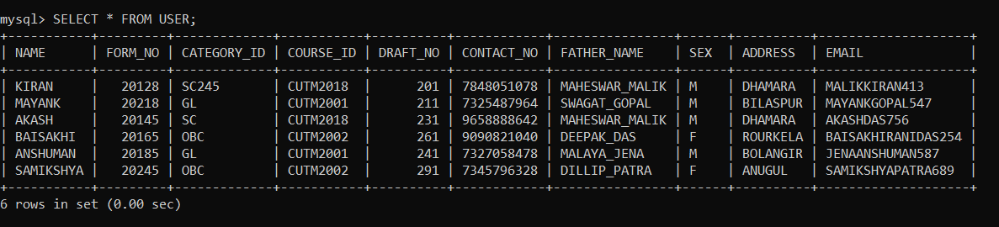 mysql> SELECT * FROM USER;
+-----------+---------+-------------+-----------+----------+------------+----------------+------+----------+--------------------+
| NAME      | FORM_NO | CATEGORY_ID | COURSE_ID | DRAFT_NO | CONTACT_NO | FATHER_NAME    | SEX  | ADDRESS  | EMAIL              |
+-----------+---------+-------------+-----------+----------+------------+----------------+------+----------+--------------------+
| KIRAN     |   20128 | SC245       | CUTM2018  |      201 | 7848051078 | MAHESWAR_MALIK | M    | DHAMARA  | MALIKKIRAN413      |
| MAYANK    |   20218 | GL          | CUTM2001  |      211 | 7325487964 | SWAGAT_GOPAL   | M    | BILASPUR | MAYANKGOPAL547     |
| AKASH     |   20145 | SC          | CUTM2018  |      231 | 9658888642 | MAHESWAR_MALIK | M    | DHAMARA  | AKASHDAS756        |
| BAISAKHI  |   20165 | OBC         | CUTM2002  |      261 | 9090821040 | DEEPAK_DAS     | F    | ROURKELA | BAISAKHIRANIDAS254 |
| ANSHUMAN  |   20185 | GL          | CUTM2001  |      241 | 7327058478 | MALAYA_JENA    | M    | BOLANGIR | JENAANSHUMAN587    |
| SAMIKSHYA |   20245 | OBC         | CUTM2002  |      291 | 7345796328 | DILLIP_PATRA   | F    | ANUGUL   | SAMIKSHYAPATRA689  |
+-----------+---------+-------------+-----------+----------+------------+----------------+------+----------+--------------------+
6 rows in set (0.00 sec)